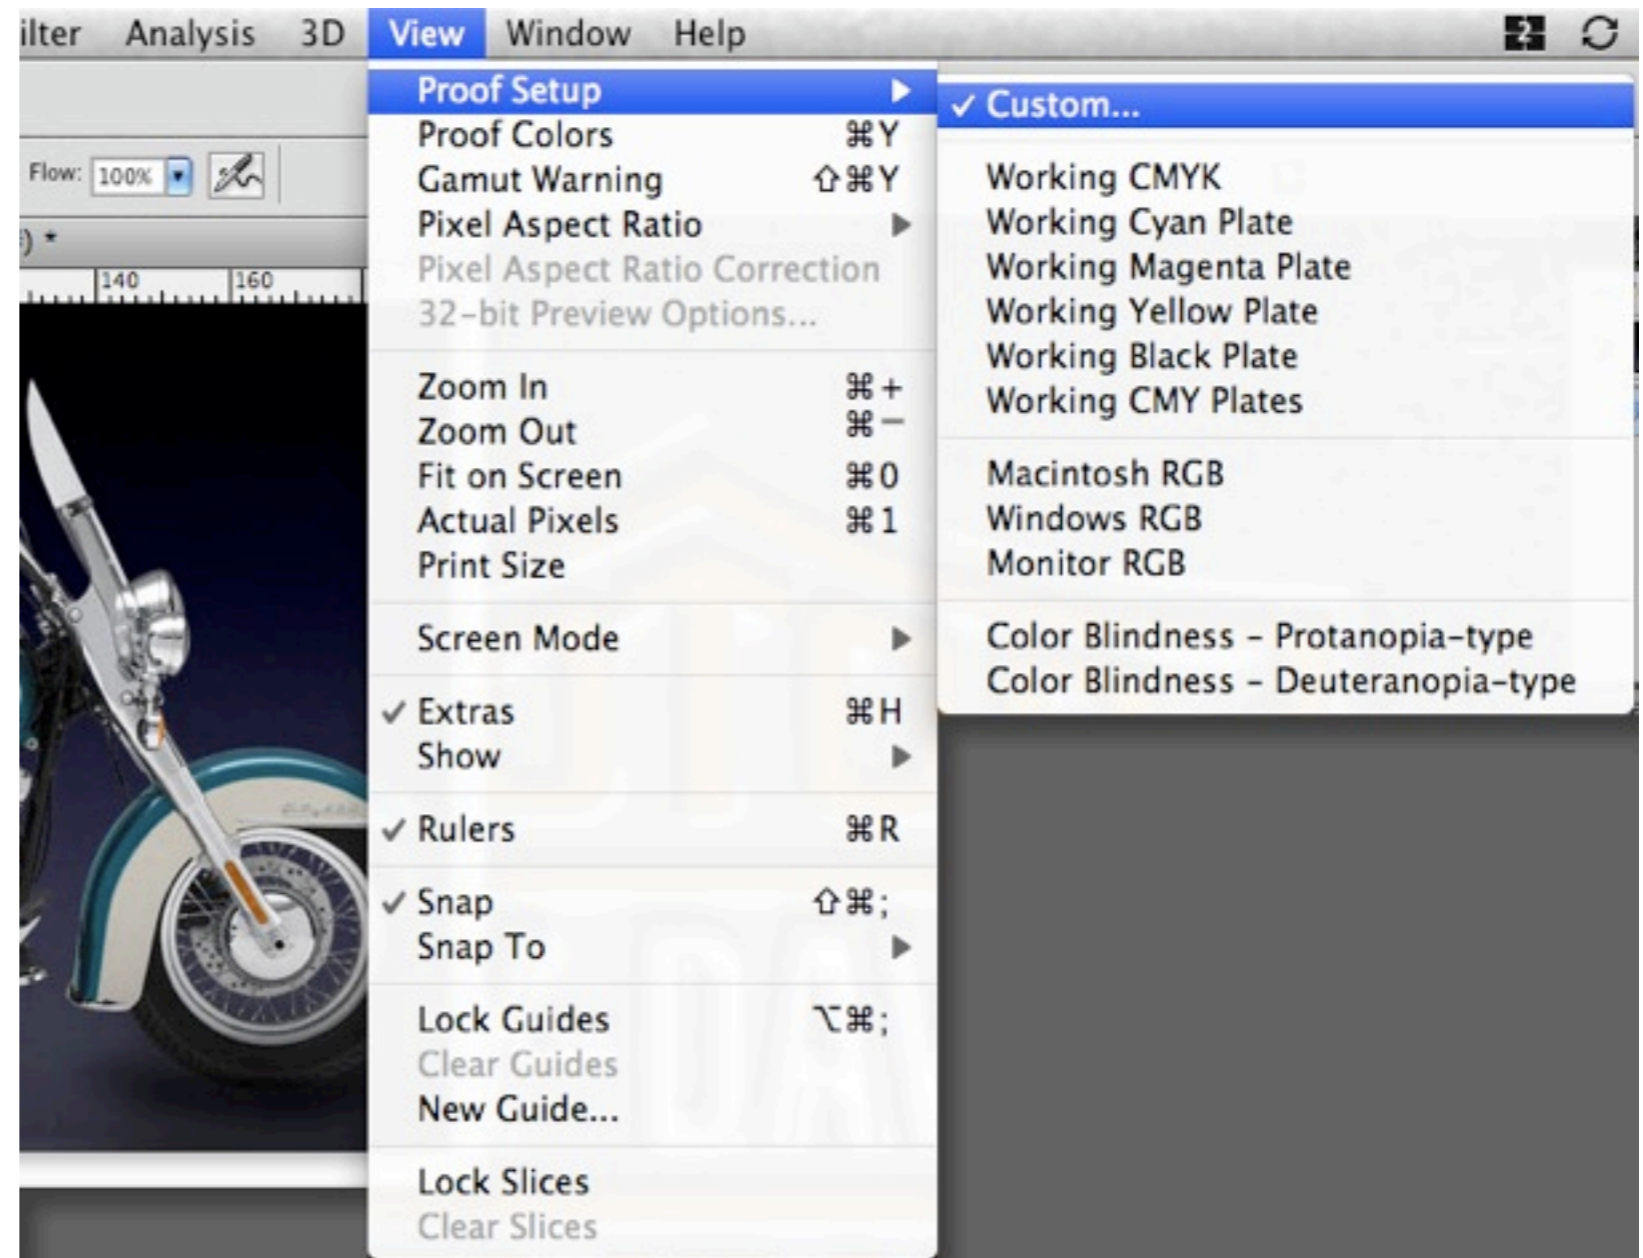 ilter Analysis 3D View Window Help 2
Flow: 100%
) *
140 160
Proof Setup ▶
Proof Colors ⌘Y
Gamut Warning ⇧⌘Y
Pixel Aspect Ratio ▶
Pixel Aspect Ratio Correction
32-bit Preview Options...
Zoom In ⌘+
Zoom Out ⌘−
Fit on Screen ⌘0
Actual Pixels ⌘1
Print Size
Screen Mode ▶
✓ Extras ⌘H
Show ▶
✓ Rulers ⌘R
✓ Snap ⇧⌘;
Snap To ▶
Lock Guides ⌥⌘;
Clear Guides
New Guide...
Lock Slices
Clear Slices
✓ Custom...
Working CMYK
Working Cyan Plate
Working Magenta Plate
Working Yellow Plate
Working Black Plate
Working CMY Plates
Macintosh RGB
Windows RGB
Monitor RGB
Color Blindness – Protanopia-type
Color Blindness – Deuteranopia-type